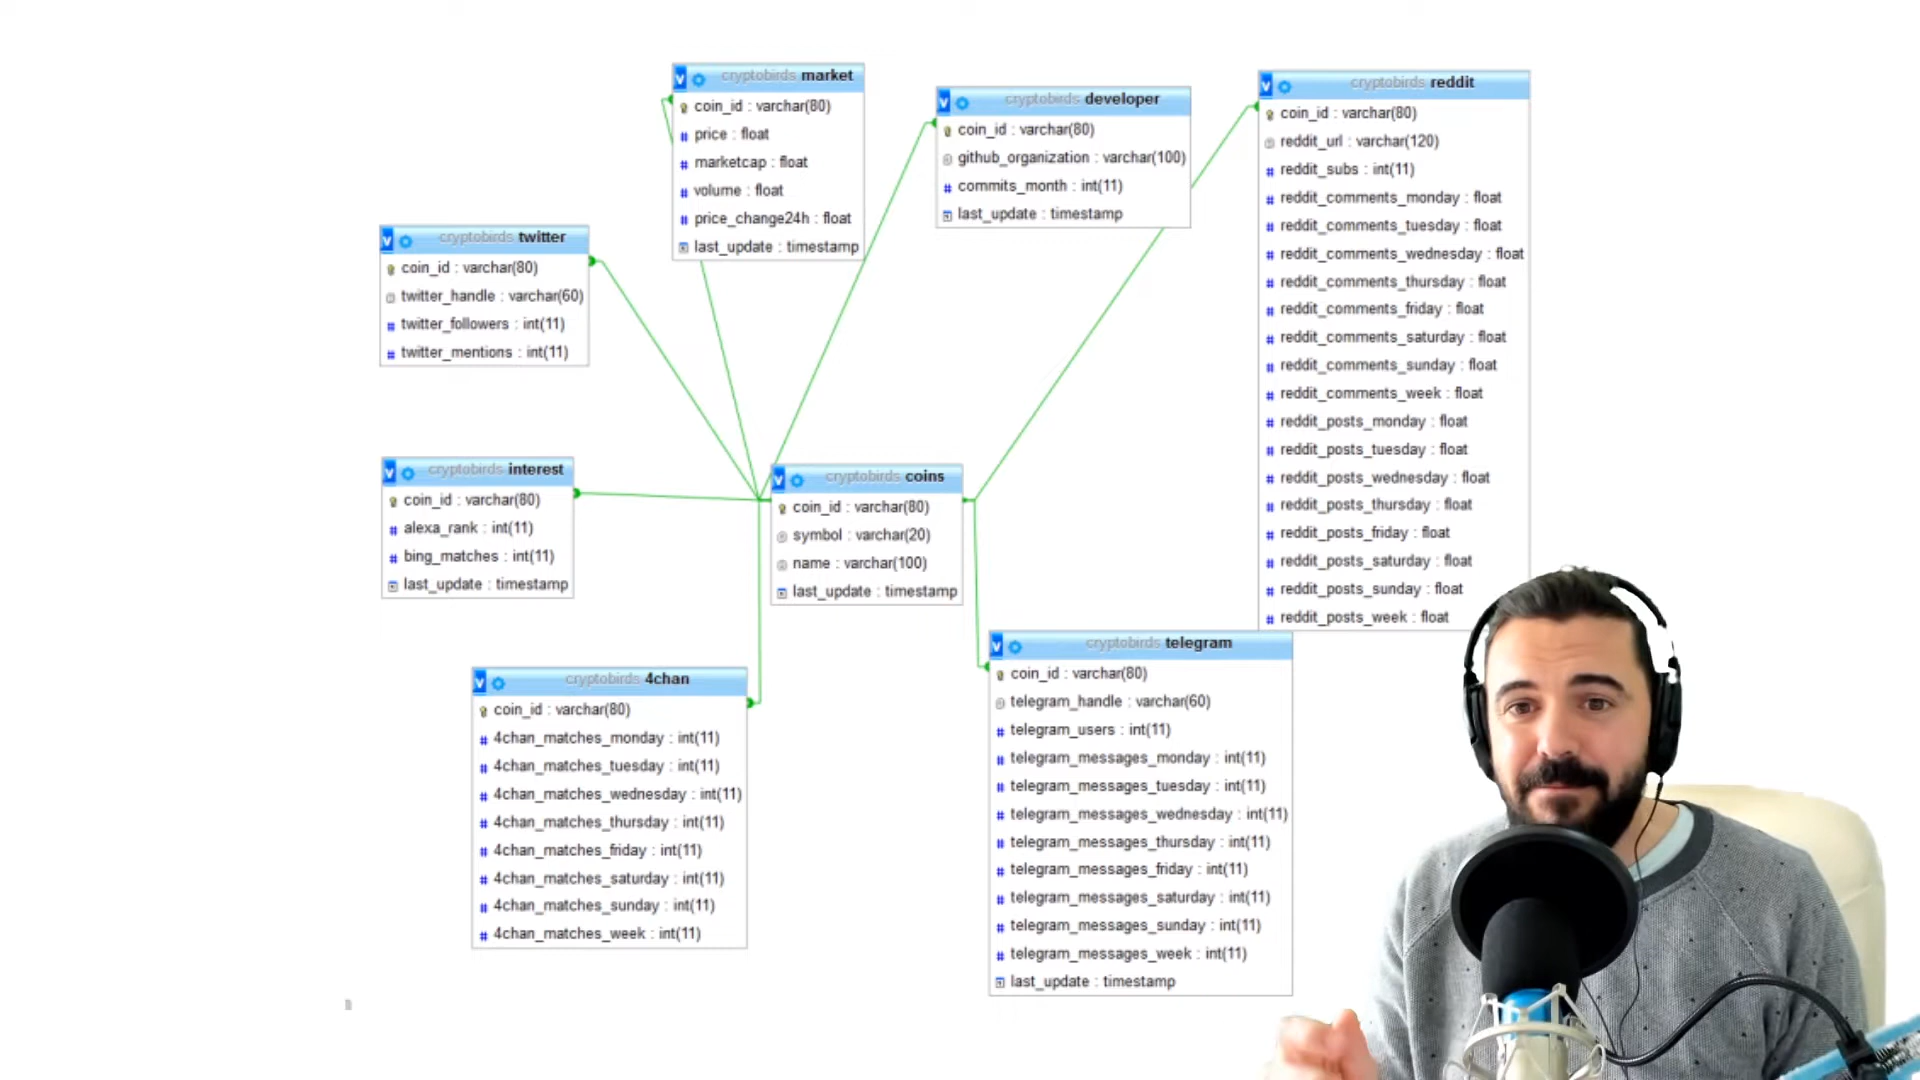 cryptobirds market
coin_id : varchar(80)
price : float
marketcap : float
volume : float
price_change24h : float
last_update : timestamp
cryptobirds developer
coin_id : varchar(80)
github_organization : varchar(100)
commits_month : int(11)
last_update : timestamp
cryptobirds reddit
coin_id : varchar(80)
reddit_url : varchar(120)
reddit_subs : int(11)
reddit_comments_monday : float
reddit_comments_tuesday : float
reddit_comments_wednesday : float
reddit_comments_thursday : float
reddit_comments_friday : float
reddit_comments_saturday : float
reddit_comments_sunday : float
reddit_comments_week : float
reddit_posts_monday : float
reddit_posts_tuesday : float
reddit_posts_wednesday : float
reddit_posts_thursday : float
reddit_posts_friday : float
reddit_posts_saturday : float
reddit_posts_sunday : float
reddit_posts_week : float
cryptobirds twitter
coin_id : varchar(80)
twitter_handle : varchar(60)
twitter_followers : int(11)
twitter_mentions : int(11)
cryptobirds interest
coin_id : varchar(80)
alexa_rank : int(11)
bing_matches : int(11)
last_update : timestamp
cryptobirds coins
coin_id : varchar(80)
symbol : varchar(20)
name : varchar(100)
last_update : timestamp
cryptobirds 4chan
coin_id : varchar(80)
4chan_matches_monday : int(11)
4chan_matches_tuesday : int(11)
4chan_matches_wednesday : int(11)
4chan_matches_thursday : int(11)
4chan_matches_friday : int(11)
4chan_matches_saturday : int(11)
4chan_matches_sunday : int(11)
4chan_matches_week : int(11)
cryptobirds telegram
coin_id : varchar(80)
telegram_handle : varchar(60)
telegram_users : int(11)
telegram_messages_monday : int(11)
telegram_messages_tuesday : int(11)
telegram_messages_wednesday : int(11)
telegram_messages_thursday : int(11)
telegram_messages_friday : int(11)
telegram_messages_saturday : int(11)
telegram_messages_sunday : int(11)
telegram_messages_week : int(11)
last_update : timestamp